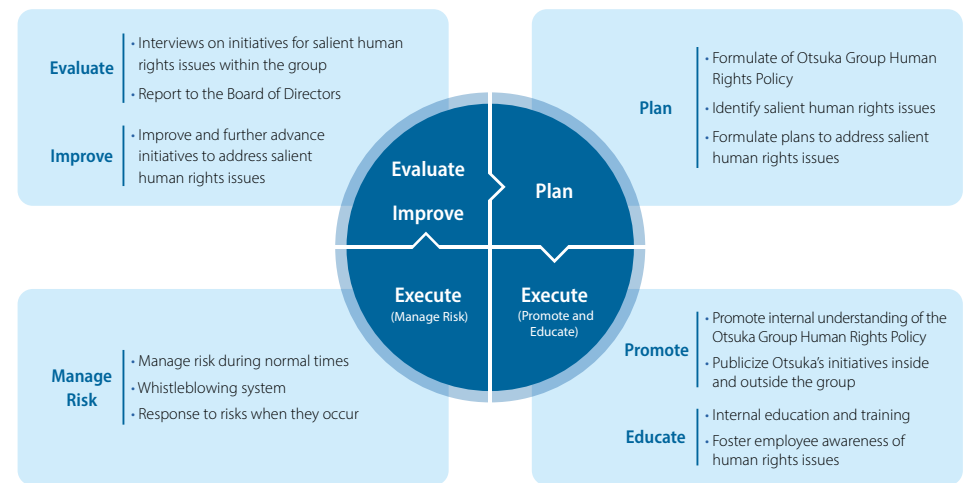 Evaluate
• Interviews on initiatives for salient human
rights issues within the group
• Report to the Board of Directors
Improve
• Improve and further advance
initiatives to address salient
human rights issues
Plan
• Formulate of Otsuka Group Human
Rights Policy
• Identify salient human rights issues
• Formulate plans to address salient
human rights issues
Evaluate
Improve
Plan
Execute
(Manage Risk)
Execute
(Promote and
Educate)
Manage
Risk
• Manage risk during normal times
• Whistleblowing system
• Response to risks when they occur
Promote
• Promote internal understanding of the
Otsuka Group Human Rights Policy
• Publicize Otsuka's initiatives inside
and outside the group
Educate
• Internal education and training
• Foster employee awareness of
human rights issues